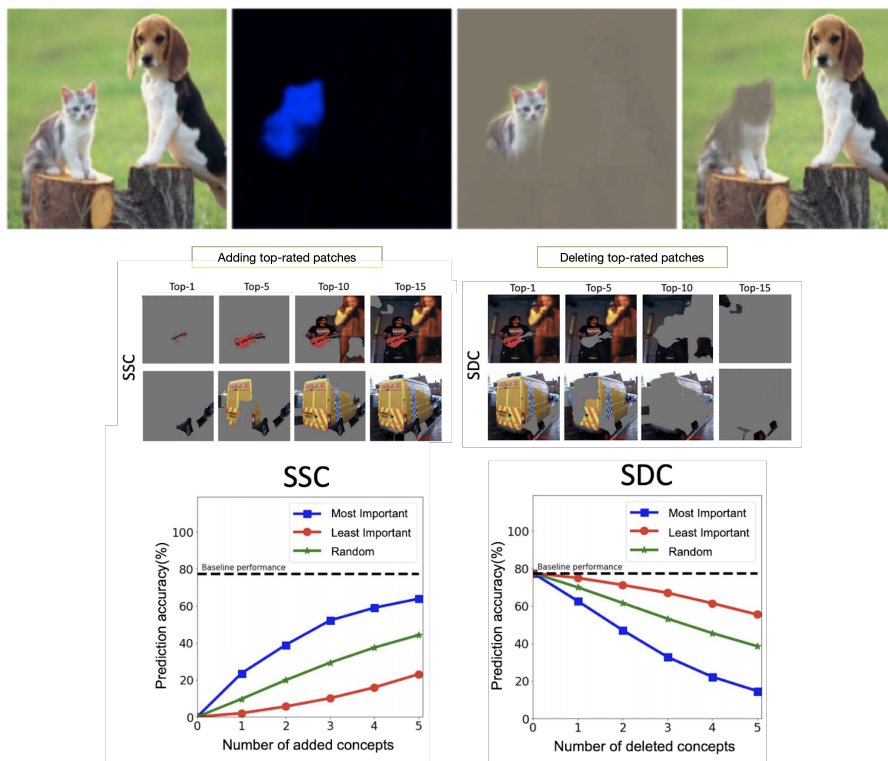 Adding top-rated patches
Deleting top-rated patches
Top-1 Top-5 Top-10 Top-15
Top-1 Top-5 Top-10 Top-15
SSC
SDC
POLICE
SSC
Prediction accuracy(%)
100
80
60
40
20
0
Most Important
Least Important
Random
Baseline performance
0 1 2 3 4 5
Number of added concepts
SDC
Prediction accuracy(%)
100
80
60
40
20
0
Most Important
Least Important
Random
Baseline performance
0 1 2 3 4 5
Number of deleted concepts